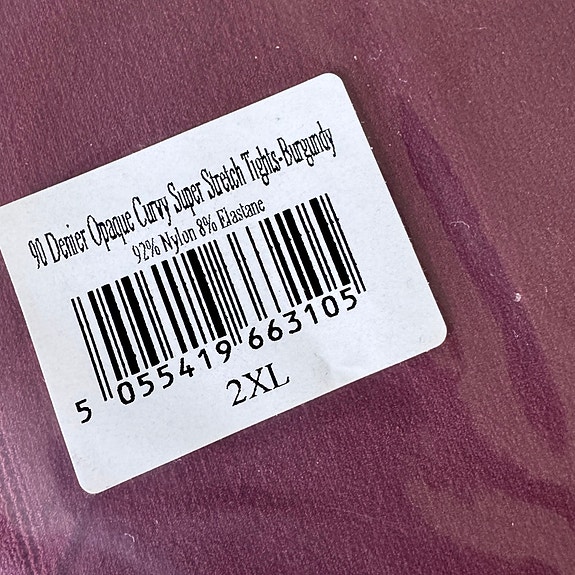 90 Denier Opaque Curvy Super Stretch Tights-Burgundy
92% Nylon 8% Elastane
5 055419 663105
2XL